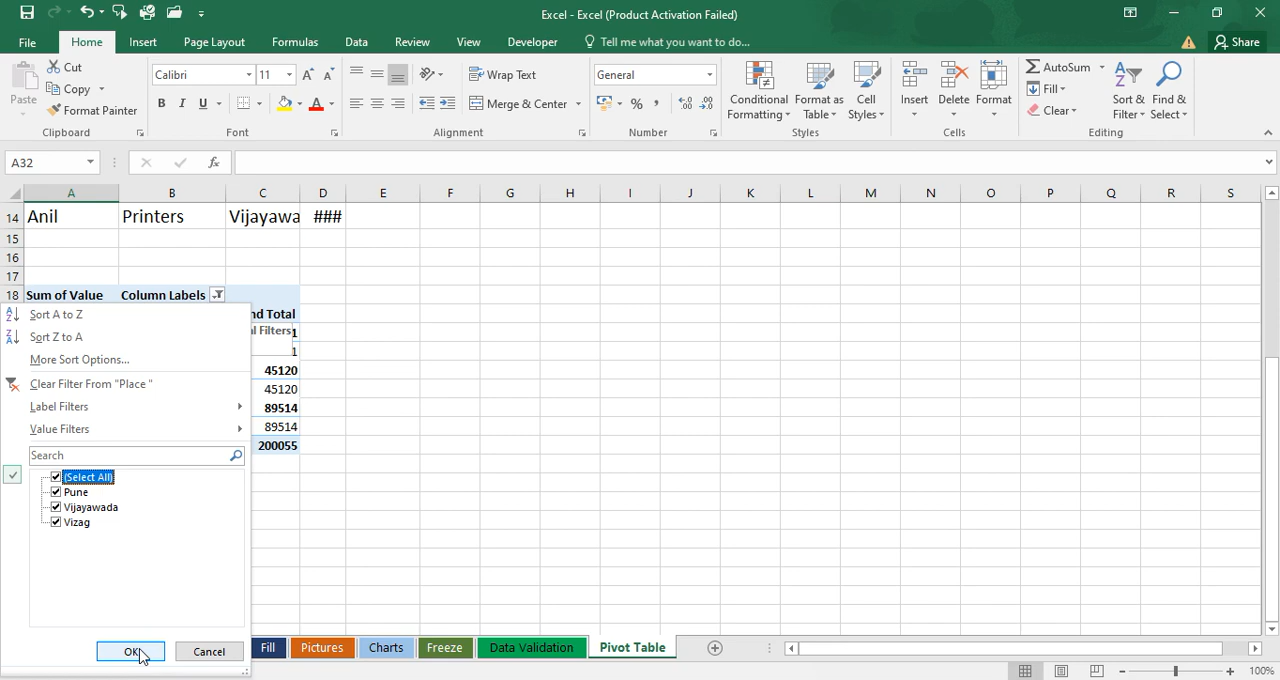 Excel - Excel (Product Activation Failed)
File Home Insert Page Layout Formulas Data Review View Developer Tell me what you want to do... Share
Paste Cut Copy Format Painter Clipboard
Calibri 11 B I U A A A Font
Wrap Text Merge & Center Alignment
General % , Number
Conditional Formatting Format as Table Cell Styles Styles
Insert Delete Format Cells
AutoSum Fill Clear Sort & Filter Find & Select Editing
A32 fx
A B C D E F G H I J K L M N O P Q R S
14 Anil Printers Vijayawa ###
15
16
17
18 Sum of Value Column Labels
Sort A to Z nd Total
Sort Z to A al Filters 1
More Sort Options... 1
45120
Clear Filter From "Place " 45120
Label Filters 89514
Value Filters 89514
Search 200055
(Select All)
Pune
Vijayawada
Vizag
OK Cancel
Fill Pictures Charts Freeze Data Validation Pivot Table
100%